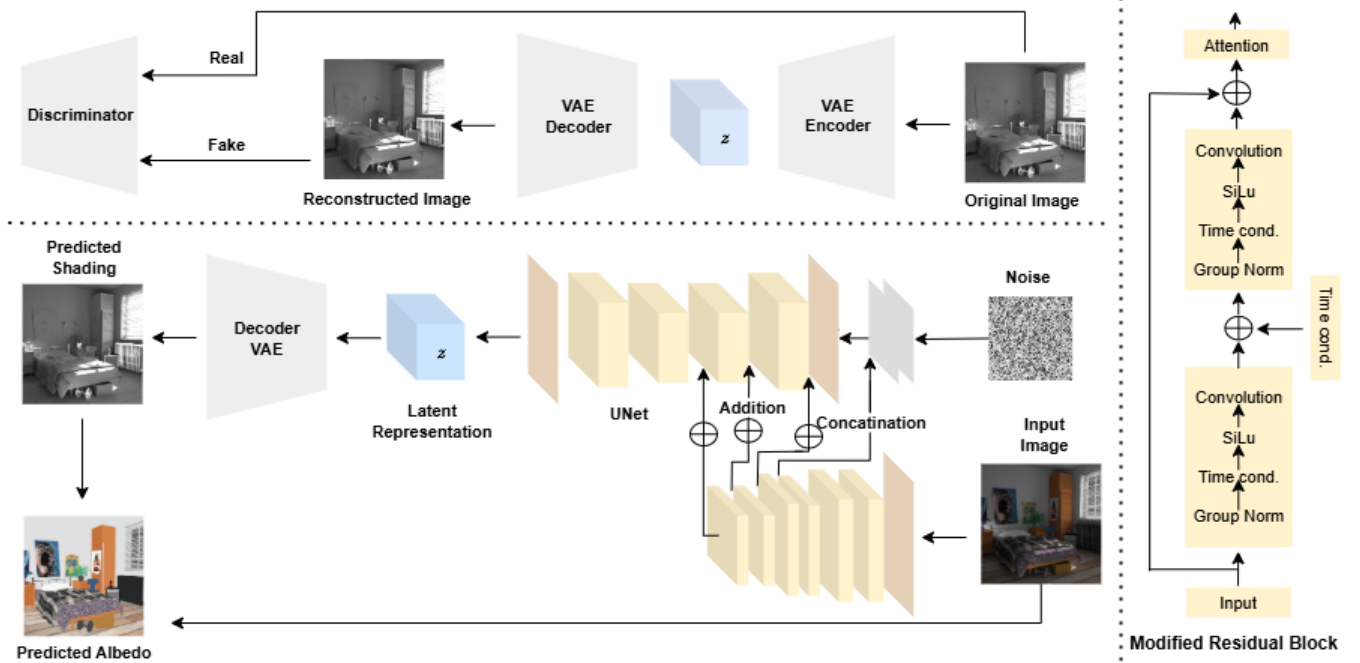 Real
Discriminator
Fake
Reconstructed Image
VAE
Decoder
z
VAE
Encoder
Original Image
Predicted
Shading
Decoder
VAE
z
Latent
Representation
UNet
Addition
Concatination
Noise
Input
Image
Predicted Albedo
Attention
Convolution
SiLu
Time cond.
Group Norm
Time cond.
Convolution
SiLu
Time cond.
Group Norm
Input
Modified Residual Block